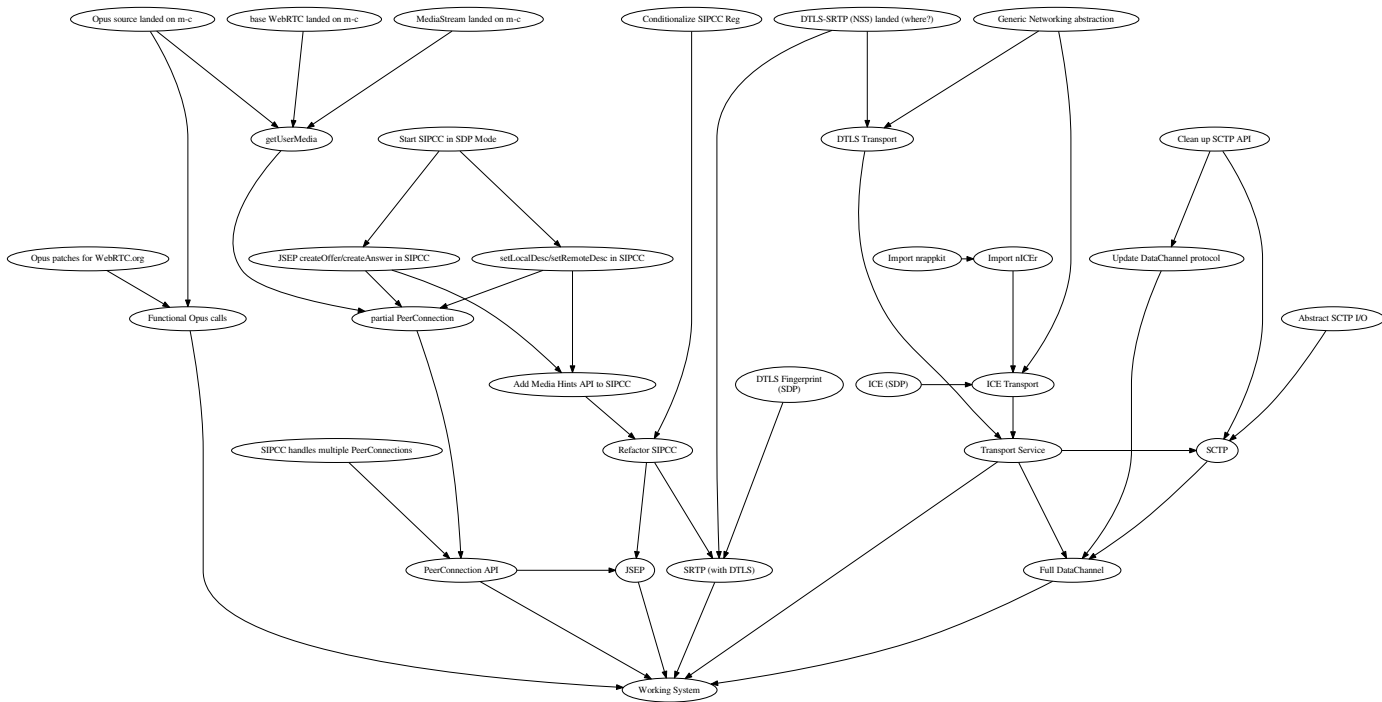 Opus source landed on m-c
base WebRTC landed on m-c
MediaStream landed on m-c
Conditionalize SIPCC Reg
DTLS-SRTP (NSS) landed (where?)
Generic Networking abstraction
getUserMedia
Start SIPCC in SDP Mode
DTLS Transport
Clean up SCTP API
Opus patches for WebRTC.org
JSEP createOffer/createAnswer in SIPCC
setLocalDesc/setRemoteDesc in SIPCC
Import nrappkit
Import nICEr
Update DataChannel protocol
Functional Opus calls
partial PeerConnection
Abstract SCTP I/O
Add Media Hints API to SIPCC
DTLS Fingerprint
(SDP)
ICE (SDP)
ICE Transport
SIPCC handles multiple PeerConnections
Refactor SIPCC
Transport Service
SCTP
PeerConnection API
JSEP
SRTP (with DTLS)
Full DataChannel
Working System